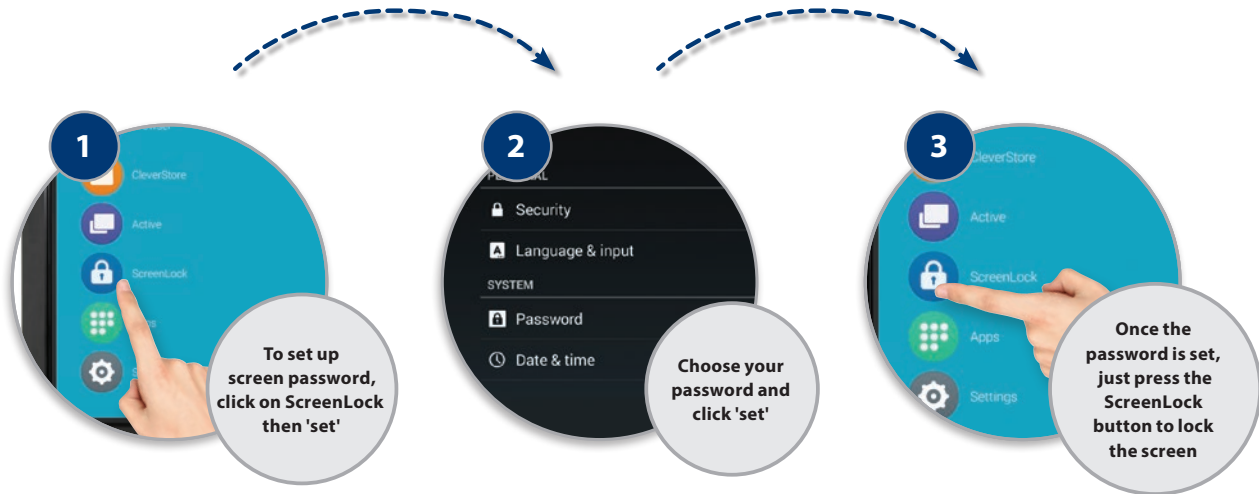 1
CleverStore
Active
ScreenLock
To set up
screen password,
click on ScreenLock
then 'set'
2
Security
Language & input
SYSTEM
Password
Date & time
Choose your
password and
click 'set'
3
CleverStore
Active
ScreenLock
Apps
Settings
Once the
password is set,
just press the
ScreenLock
button to lock
the screen